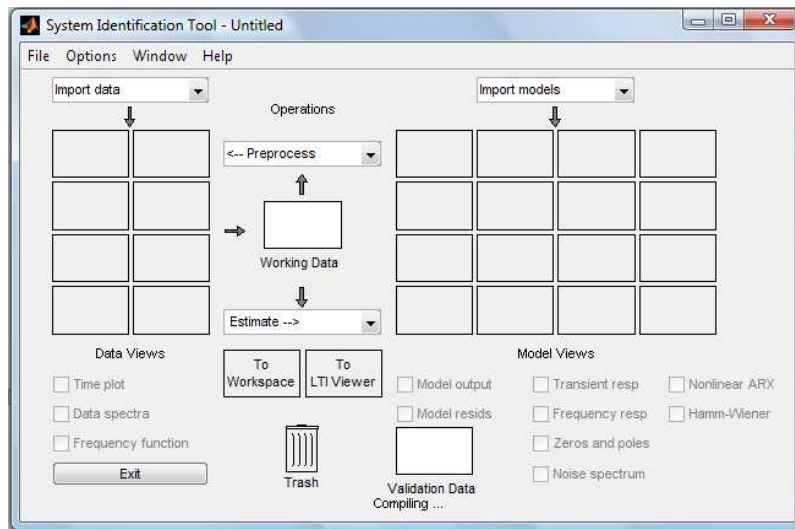 System Identification Tool - Untitled
File Options Window Help
Import data
Import models
Operations
<-- Preprocess
Working Data
Estimate -->
Data Views
To Workspace
To LTI Viewer
Model Views
Time plot
Data spectra
Frequency function
Exit
Trash
Model output
Model resids
Transient resp
Frequency resp
Zeros and poles
Noise spectrum
Nonlinear ARX
Hamm-Wiener
Validation Data
Compiling ...